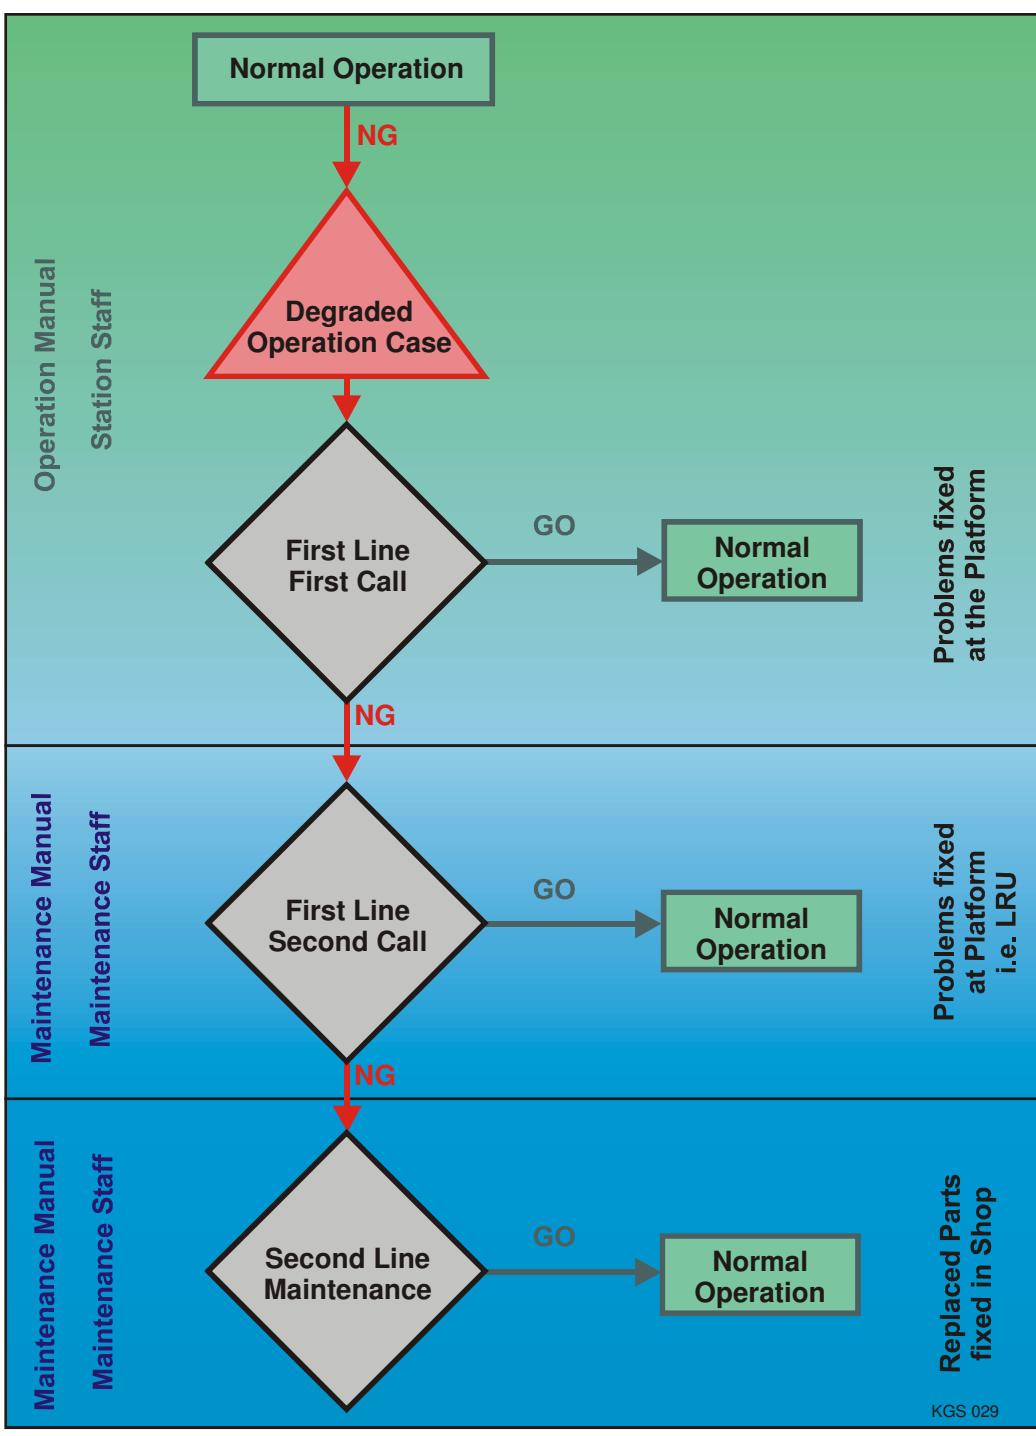 Normal Operation
NG
Degraded
Operation Case
Operation Manual
Station Staff
First Line
First Call
GO
Normal
Operation
Problems fixed
at the Platform
NG
Maintenance Manual
Maintenance Staff
First Line
Second Call
GO
Normal
Operation
Problems fixed
at Platform
i.e. LRU
NG
Maintenance Manual
Maintenance Staff
Second Line
Maintenance
GO
Normal
Operation
Replaced Parts
fixed in Shop
KGS 029